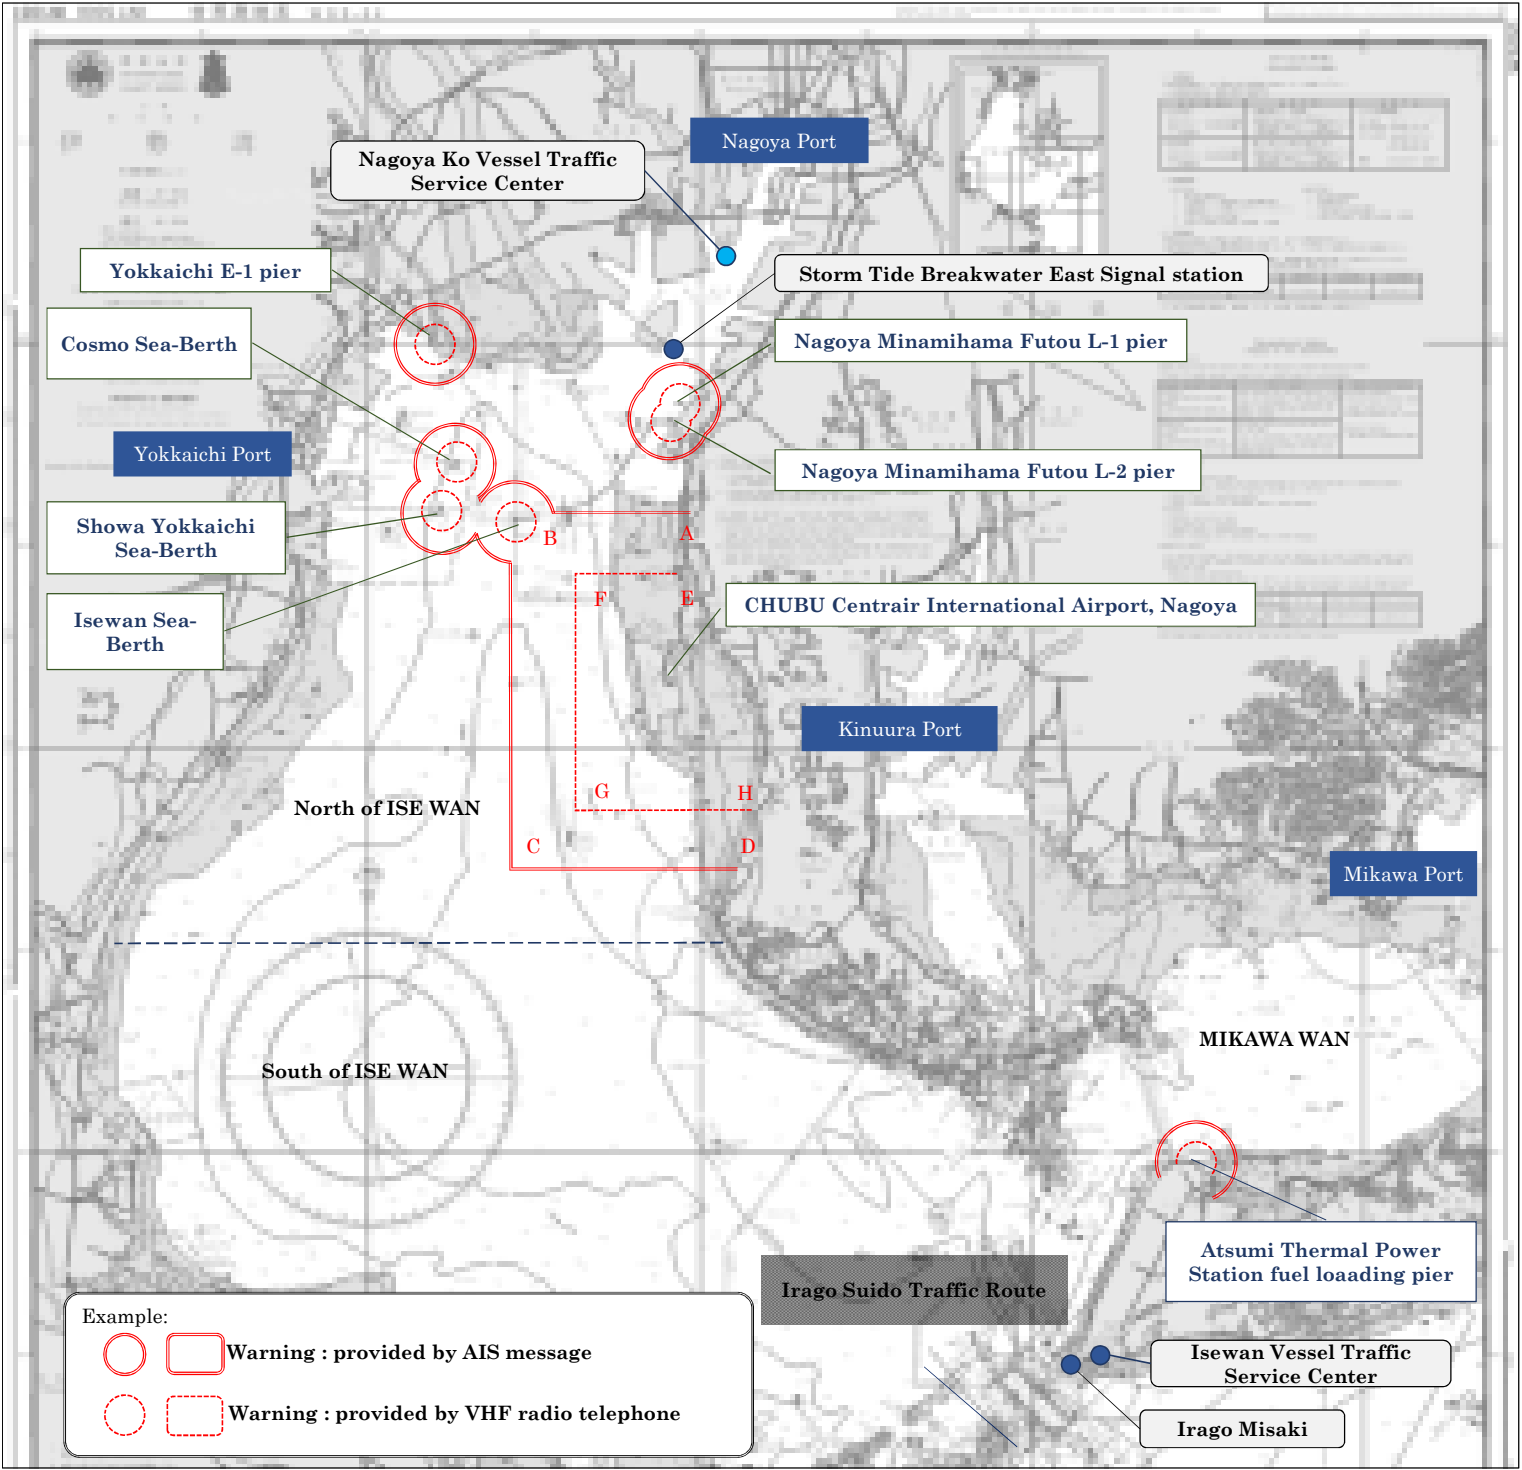 Nagoya Port
Nagoya Ko Vessel Traffic
Service Center
Yokkaichi E-1 pier
Storm Tide Breakwater East Signal station
Cosmo Sea-Berth
Nagoya Minamihama Futou L-1 pier
Yokkaichi Port
Nagoya Minamihama Futou L-2 pier
Showa Yokkaichi
Sea-Berth
B
A
F
E
CHUBU Centrair International Airport, Nagoya
Isewan Sea-
Berth
Kinuura Port
G
H
North of ISE WAN
C
D
Mikawa Port
MIKAWA WAN
South of ISE WAN
Atsumi Thermal Power
Station fuel loaading pier
Irago Suido Traffic Route
Example:
Warning : provided by AIS message
Warning : provided by VHF radio telephone
Isewan Vessel Traffic
Service Center
Irago Misaki